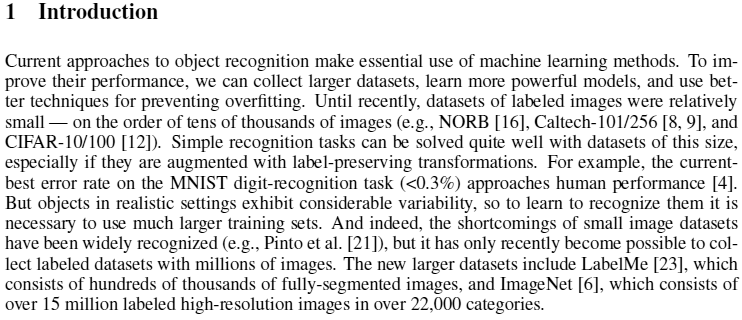 1 Introduction
Current approaches to object recognition make essential use of machine learning methods. To im-
prove their performance, we can collect larger datasets, learn more powerful models, and use bet-
ter techniques for preventing overfitting. Until recently, datasets of labeled images were relatively
small — on the order of tens of thousands of images (e.g., NORB [16], Caltech-101/256 [8, 9], and
CIFAR-10/100 [12]). Simple recognition tasks can be solved quite well with datasets of this size,
especially if they are augmented with label-preserving transformations. For example, the current-
best error rate on the MNIST digit-recognition task (<0.3%) approaches human performance [4].
But objects in realistic settings exhibit considerable variability, so to learn to recognize them it is
necessary to use much larger training sets. And indeed, the shortcomings of small image datasets
have been widely recognized (e.g., Pinto et al. [21]), but it has only recently become possible to col-
lect labeled datasets with millions of images. The new larger datasets include LabelMe [23], which
consists of hundreds of thousands of fully-segmented images, and ImageNet [6], which consists of
over 15 million labeled high-resolution images in over 22,000 categories.